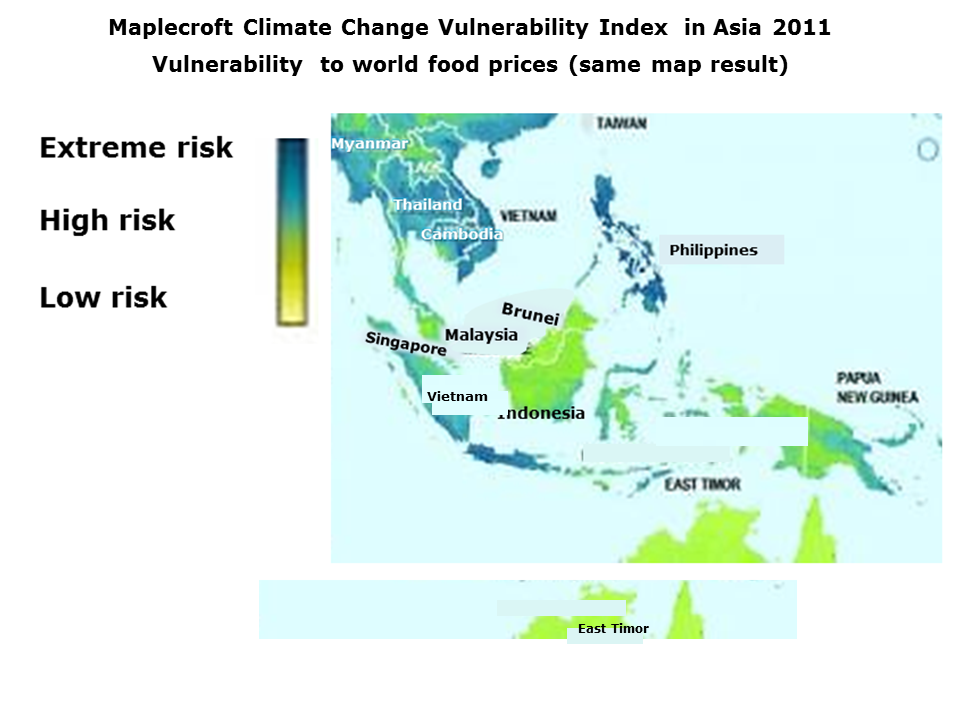 Maplecroft Climate Change Vulnerability Index in Asia 2011
Vulnerability to world food prices (same map result)
Extreme risk
High risk
Low risk
TAIWAN
Myanmar
Thailand
VIETNAM
Cambodia
Philippines
Brunei
Malaysia
Singapore
PAPUA
NEW GUINEA
Vietnam
Indonesia
EAST TIMOR
East Timor